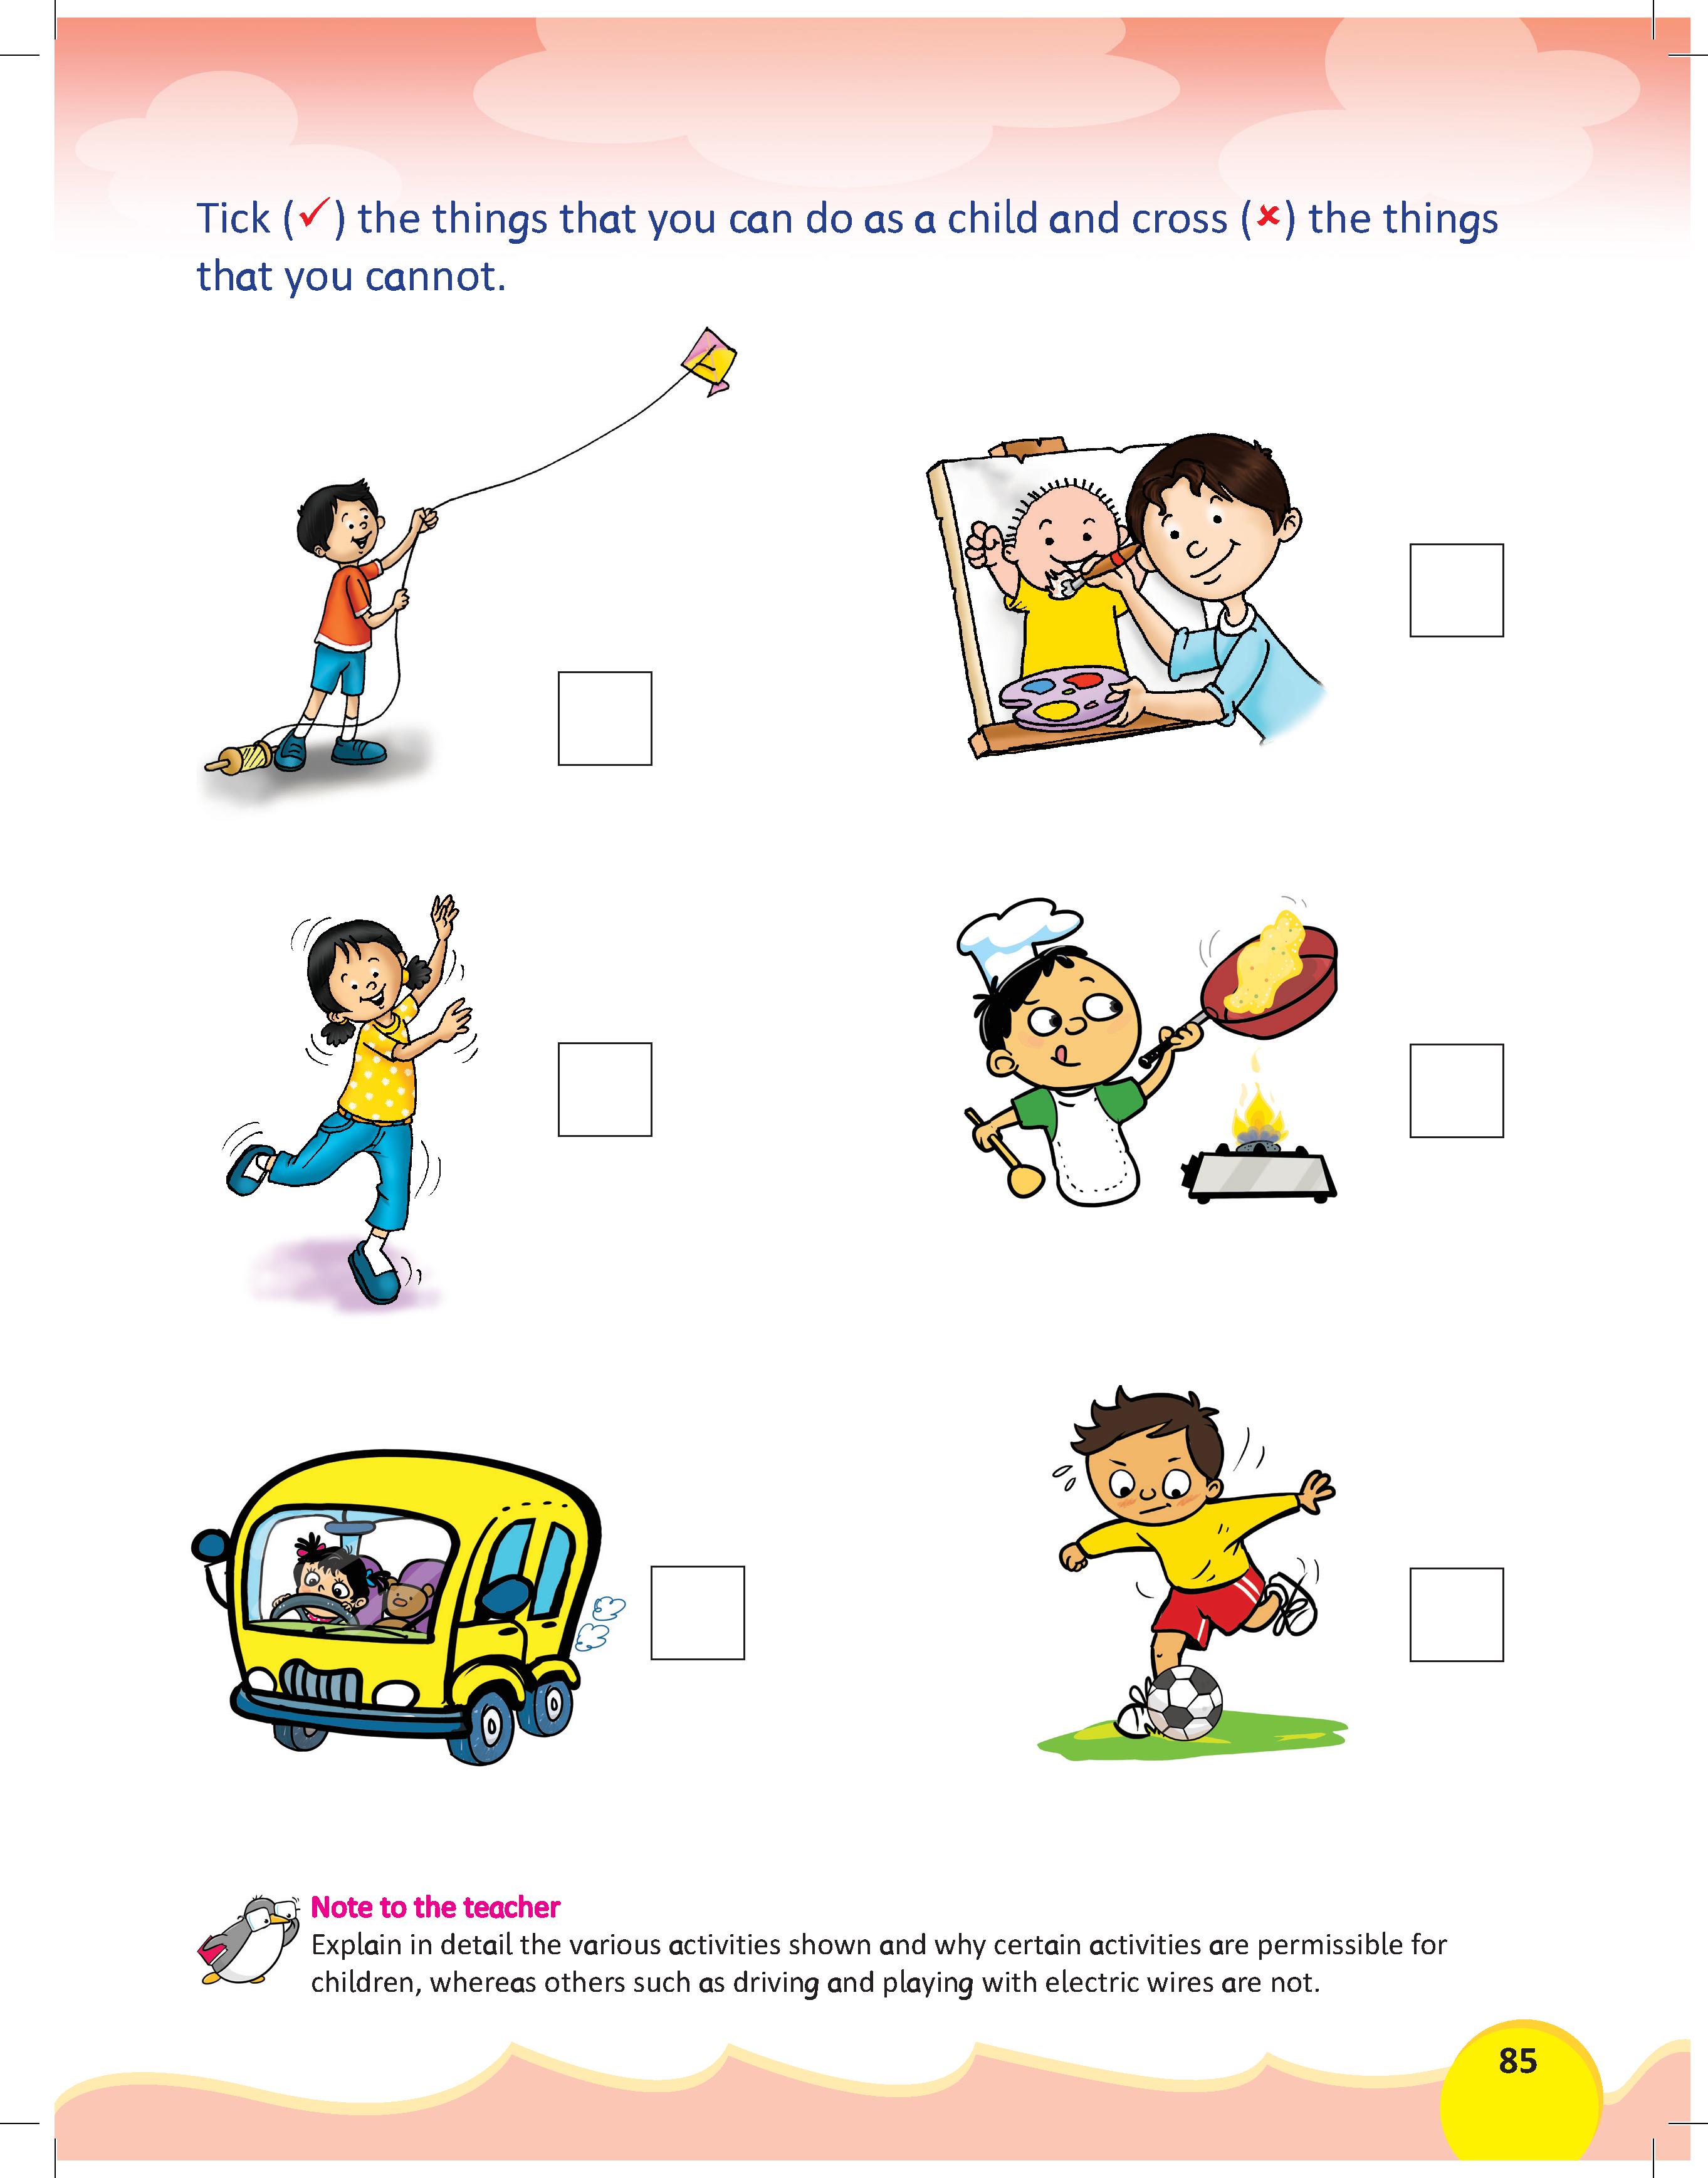 Tick (✓) the things that you can do as a child and cross (✗) the things
that you cannot.
Note to the teacher
Explain in detail the various activities shown and why certain activities are permissible for
children, whereas others such as driving and playing with electric wires are not.
85